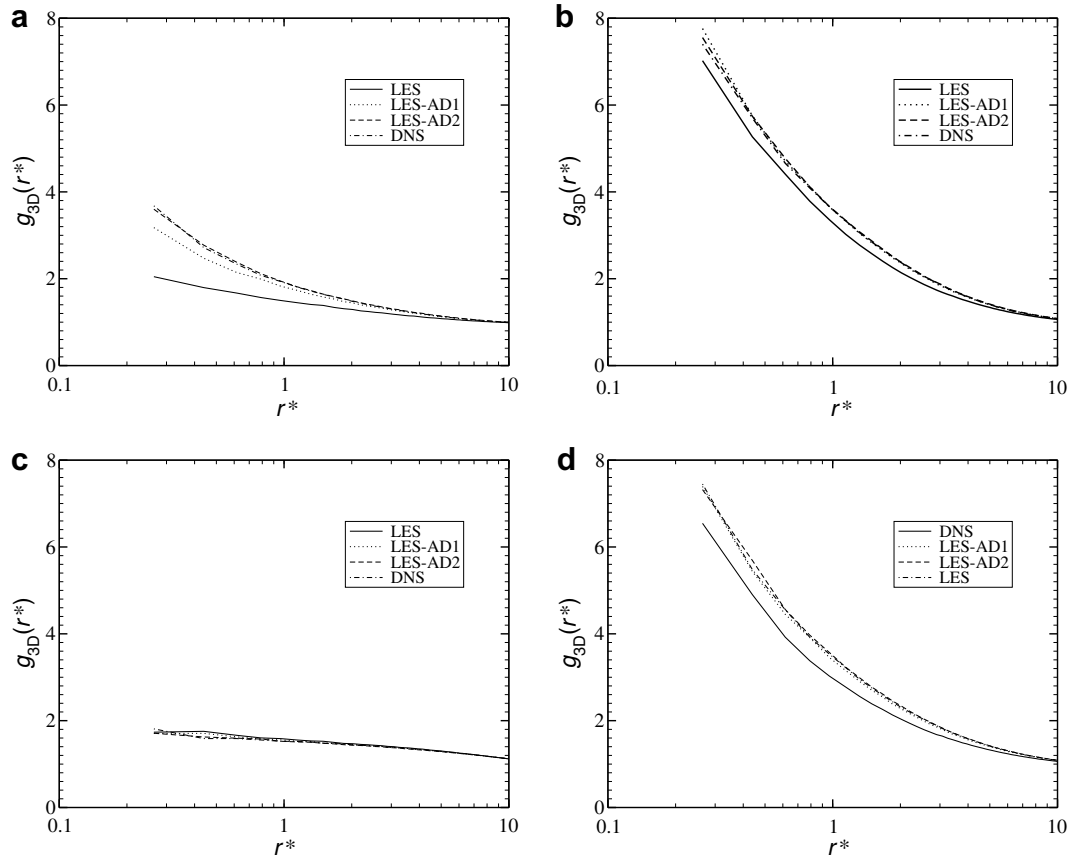 a
8
6
4
2
0
g3D(r*)
LES
LES-AD1
LES-AD2
DNS
0.1
1
10
r*
b
8
6
4
2
0
g3D(r*)
LES
LES-AD1
LES-AD2
DNS
0.1
1
10
r*
c
8
6
4
2
0
g3D(r*)
LES
LES-AD1
LES-AD2
DNS
0.1
1
10
r*
d
8
6
4
2
0
g3D(r*)
DNS
LES-AD1
LES-AD2
LES
0.1
1
10
r*